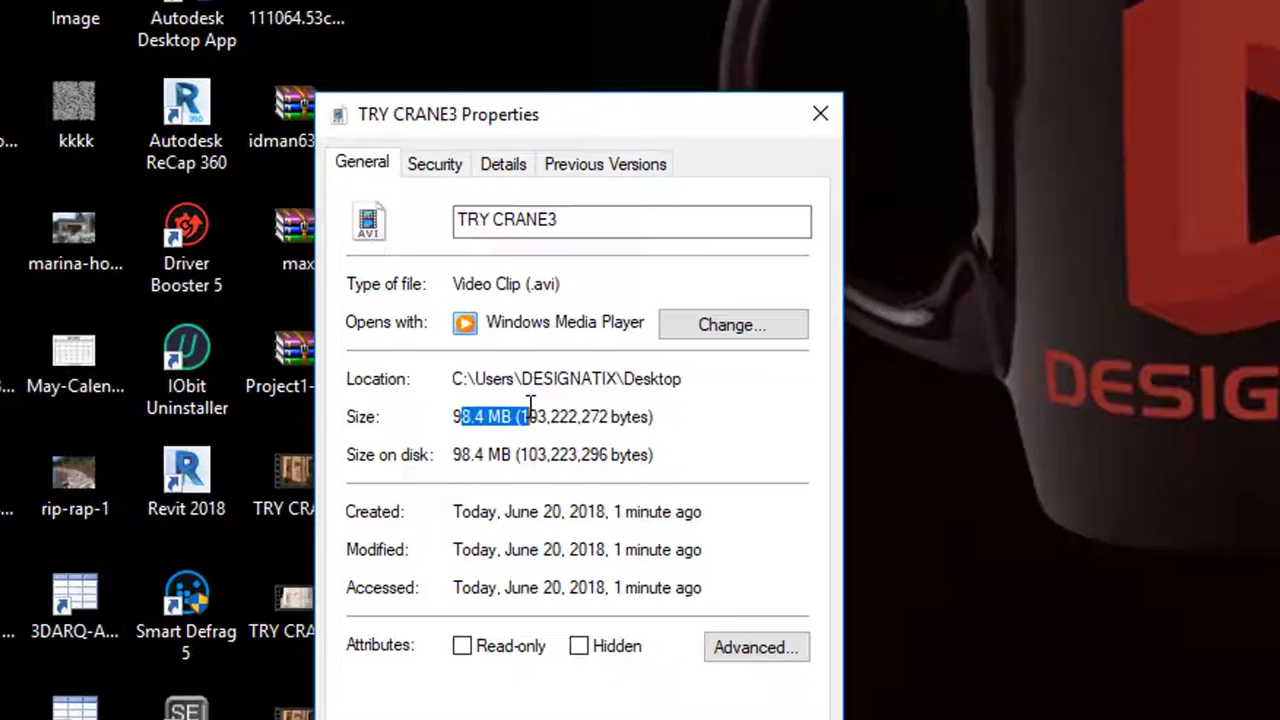 Image
Autodesk
Desktop App
111064.53c...
kkkk
Autodesk
ReCap 360
idman63
marina-ho...
Driver
Booster 5
max
May-Calen...
IObit
Uninstaller
Project1-
rip-rap-1
Revit 2018
TRY CR
3DARQ-A...
Smart Defrag
5
TRY CRA
SE
TRY CRANE3 Properties
General
Security
Details
Previous Versions
AVI
TRY CRANE3
Type of file:
Video Clip (.avi)
Opens with:
Windows Media Player
Change...
Location:
C:\Users\DESIGNATIX\Desktop
Size:
98.4 MB (103,222,272 bytes)
Size on disk:
98.4 MB (103,223,296 bytes)
Created:
Today, June 20, 2018, 1 minute ago
Modified:
Today, June 20, 2018, 1 minute ago
Accessed:
Today, June 20, 2018, 1 minute ago
Attributes:
Read-only
Hidden
Advanced...
DESIG